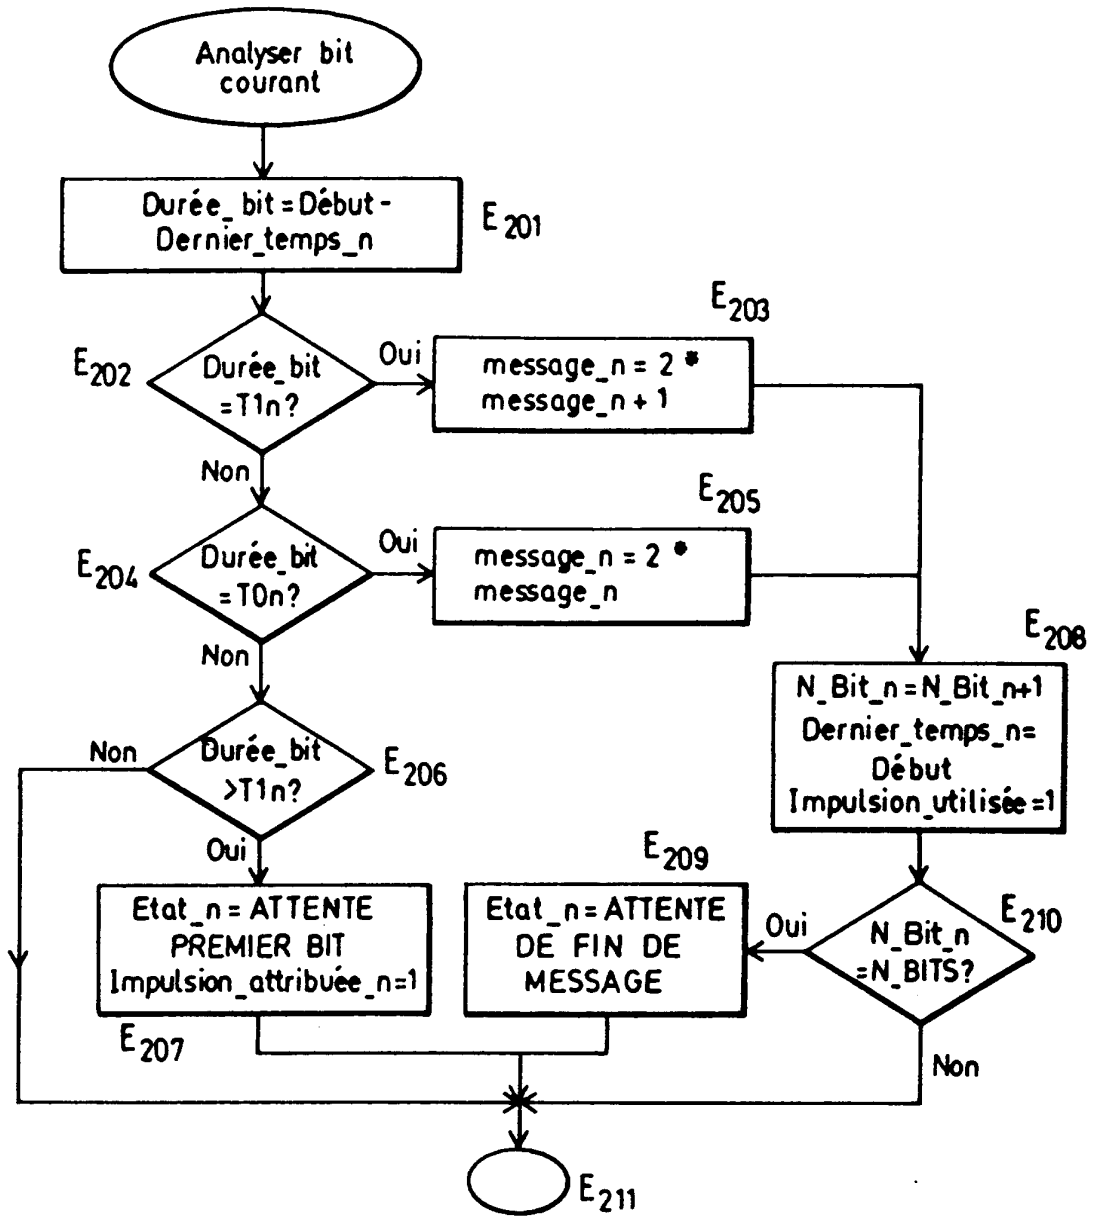 Analyser bit
courant
Durée_ bit = Début -
Dernier_temps_n
E201
E203
E202
Durée_bit
=T1n?
Oui
message_n = 2 *
message_n + 1
Non
E205
E204
Durée_bit
=T0n?
Oui
message_n = 2 *
message_n
Non
E208
N_Bit_n = N_Bit_n+1
Dernier_temps_n=
Début
Impulsion_utilisée=1
Non
Durée_bit
>T1n?
E206
Oui
E209
Etat_n = ATTENTE
PREMIER BIT
Impulsion_attribuée_n=1
E207
Etat_n= ATTENTE
DE FIN DE
MESSAGE
Oui
E210
N_Bit_n
=N_BITS?
Non
E211